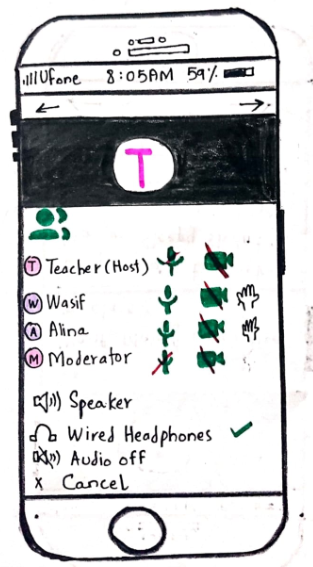 Ufone 8:05AM 59%
T
T Teacher (Host)
W Wasif
A Alina
M Moderator
Speaker
Wired Headphones
Audio off
x Cancel